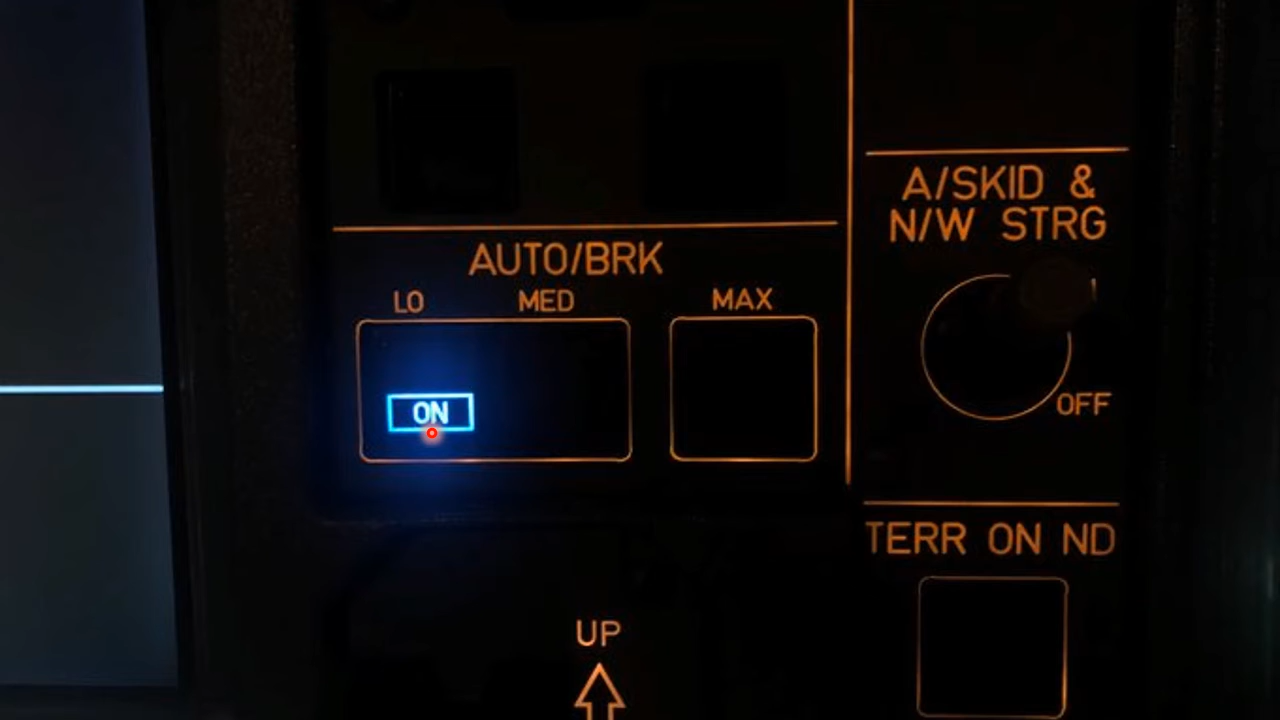 A/SKID &
N/W STRG
AUTO/BRK
LO MED MAX
ON
OFF
TERR ON ND
UP